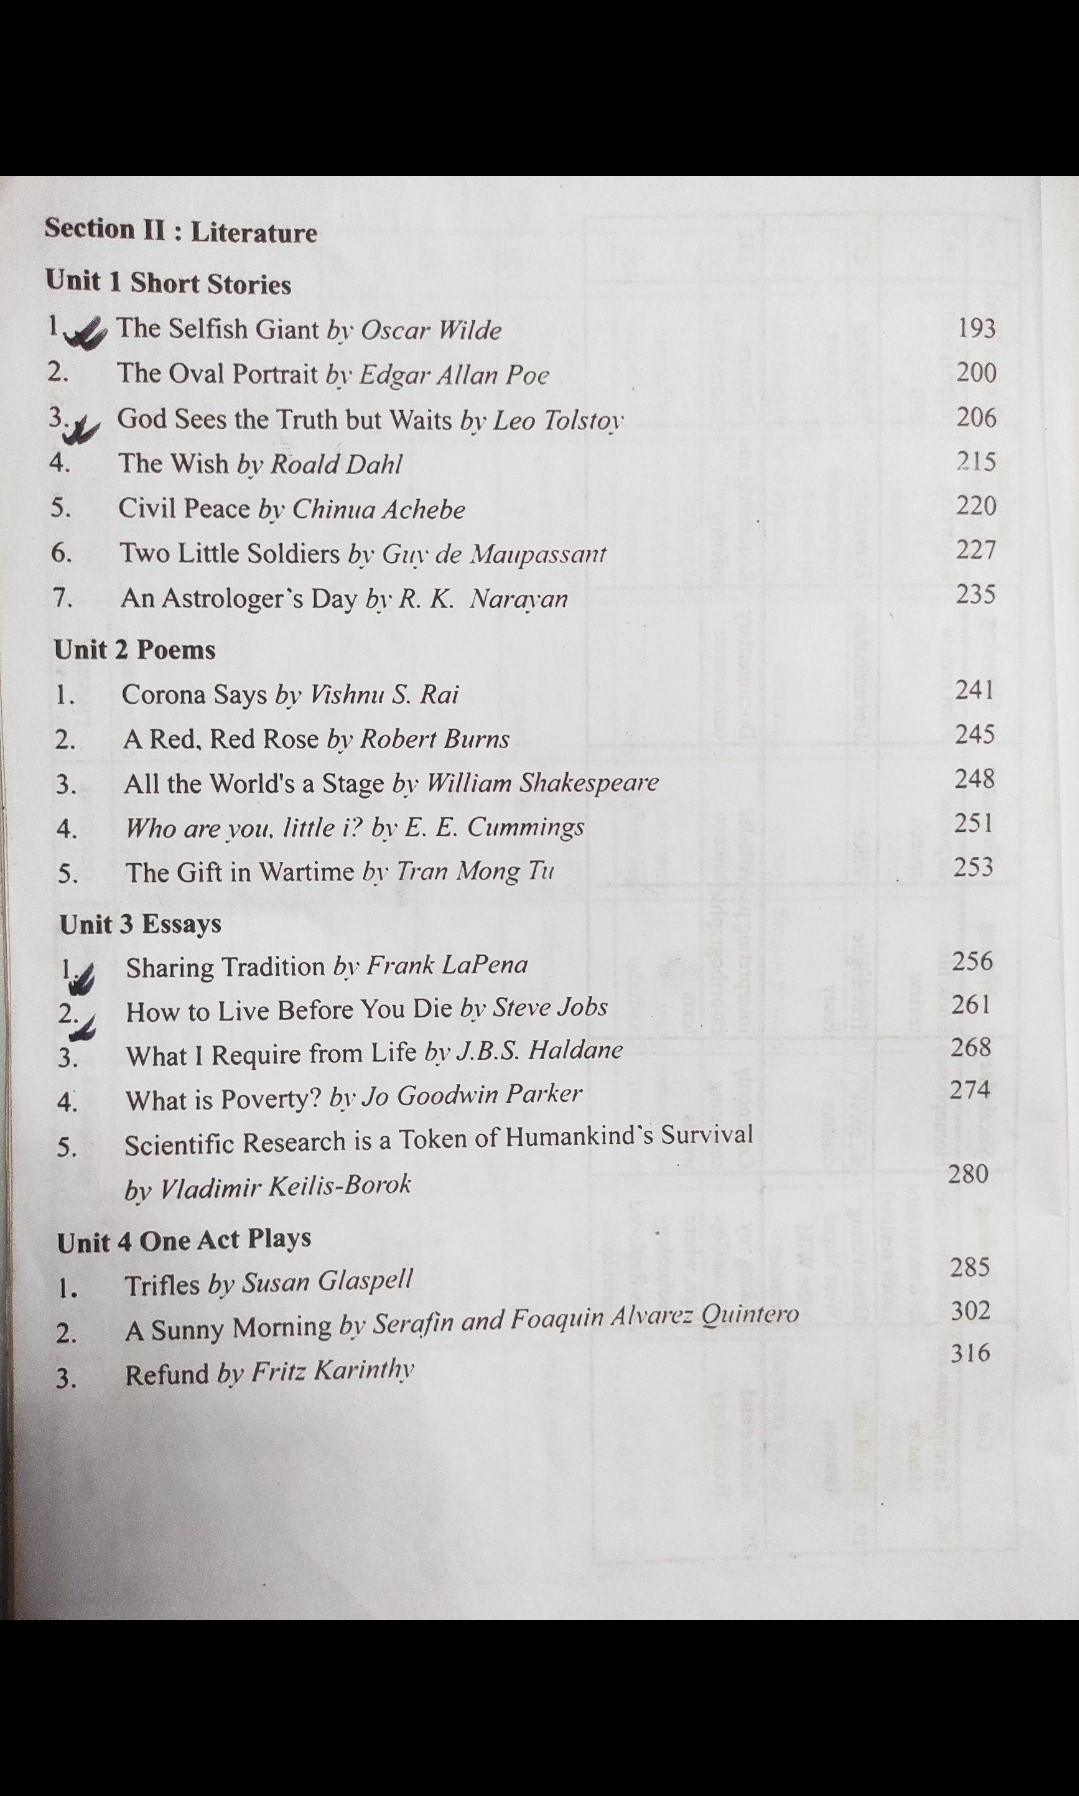 Section II : Literature
Unit 1 Short Stories
1. The Selfish Giant by Oscar Wilde 193
2. The Oval Portrait by Edgar Allan Poe 200
3. God Sees the Truth but Waits by Leo Tolstoy 206
4. The Wish by Roald Dahl 215
5. Civil Peace by Chinua Achebe 220
6. Two Little Soldiers by Guy de Maupassant 227
7. An Astrologer's Day by R. K. Narayan 235
Unit 2 Poems
1. Corona Says by Vishnu S. Rai 241
2. A Red, Red Rose by Robert Burns 245
3. All the World's a Stage by William Shakespeare 248
4. Who are you, little i? by E. E. Cummings 251
5. The Gift in Wartime by Tran Mong Tu 253
Unit 3 Essays
1. Sharing Tradition by Frank LaPena 256
2. How to Live Before You Die by Steve Jobs 261
3. What I Require from Life by J.B.S. Haldane 268
4. What is Poverty? by Jo Goodwin Parker 274
5. Scientific Research is a Token of Humankind's Survival
by Vladimir Keilis-Borok 280
Unit 4 One Act Plays
1. Trifles by Susan Glaspell 285
2. A Sunny Morning by Serafin and Foaquin Alvarez Quintero 302
3. Refund by Fritz Karinthy 316